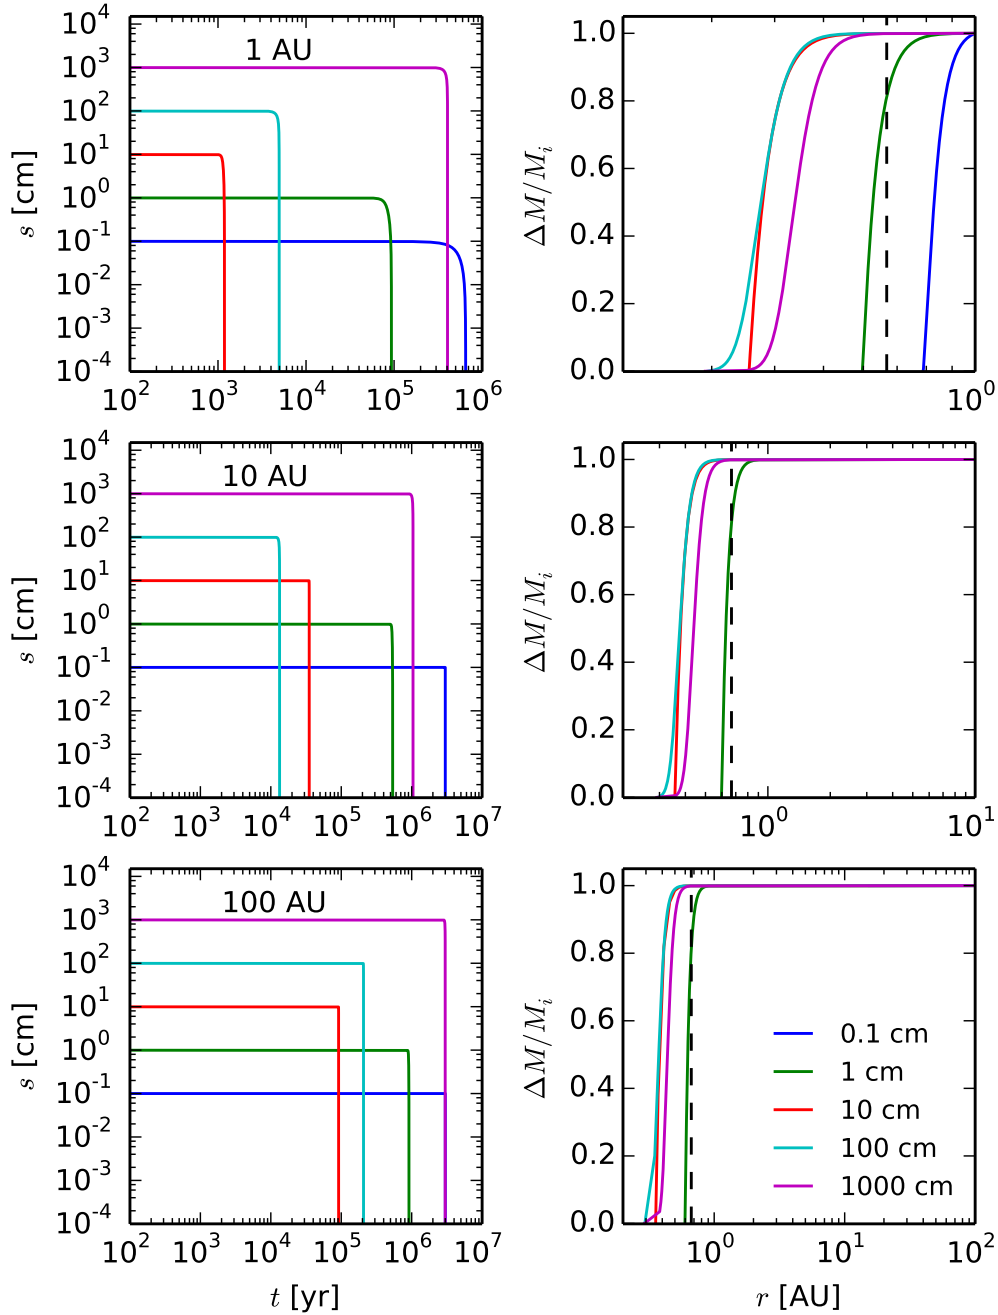 1 AU
s [cm]
10^4
10^3
10^2
10^1
10^0
10^-1
10^-2
10^-3
10^-4
10^2 10^3 10^4 10^5 10^6
ΔM/M_i
1.0
0.8
0.6
0.4
0.2
0.0
10^0
10 AU
s [cm]
10^4
10^3
10^2
10^1
10^0
10^-1
10^-2
10^-3
10^-4
10^2 10^3 10^4 10^5 10^6 10^7
ΔM/M_i
1.0
0.8
0.6
0.4
0.2
0.0
10^0 10^1
100 AU
s [cm]
10^4
10^3
10^2
10^1
10^0
10^-1
10^-2
10^-3
10^-4
10^2 10^3 10^4 10^5 10^6 10^7
t [yr]
ΔM/M_i
1.0
0.8
0.6
0.4
0.2
0.0
0.1 cm
1 cm
10 cm
100 cm
1000 cm
10^0 10^1 10^2
r [AU]